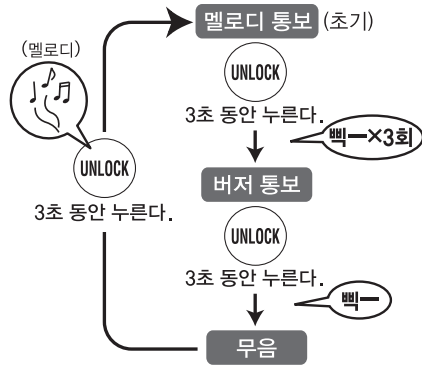 멜로디 통보 (초기)
(멜로디)
UNLOCK
3초 동안 누른다.
삑ー×3회
UNLOCK
3초 동안 누른다.
버저 통보
UNLOCK
3초 동안 누른다.
삑ー
무음